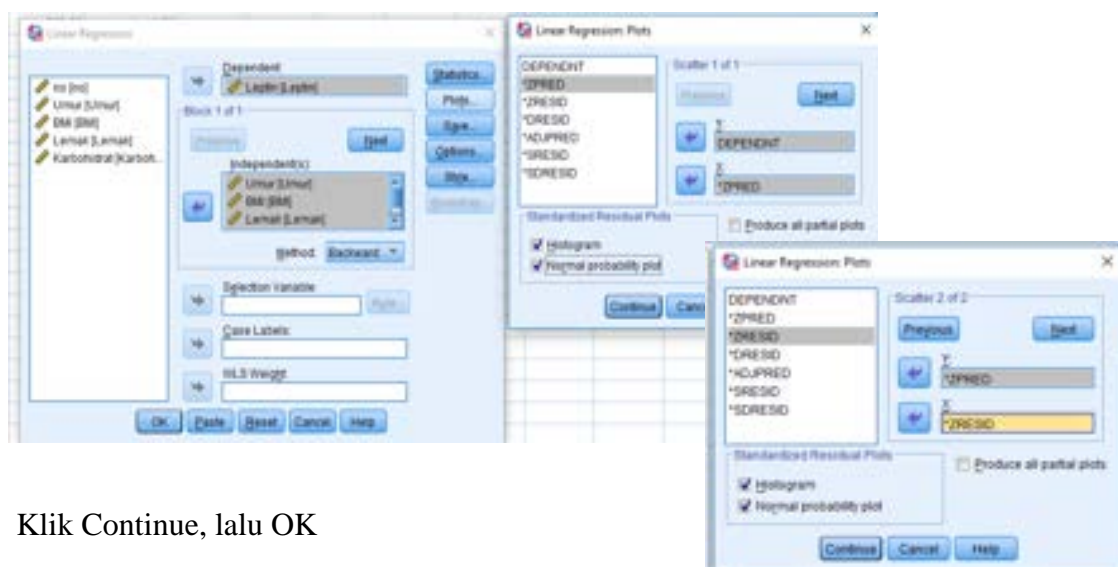 Linear Regression
no [no]
Umur [Umur]
BMI [BMI]
Lemak [Lemak]
Karbohidrat [Karboh...
Dependent
Leptin [Leptin]
Block 1 of 1
Previous
Next
Independent(s)
Umur [Umur]
BMI [BMI]
Lemak [Lemak]
Method: Backward
Selection Variable
Rule...
Case Labels:
WLS Weight:
OK Paste Reset Cancel Help
Statistics...
Plots...
Save...
Options...
Style...
Bootstrap...
Linear Regression: Plots
DEPENDNT
*ZPRED
*ZRESID
*DRESID
*ADJPRED
*SRESID
*SDRESID
Scatter 1 of 1
Previous
Next
Y:
DEPENDNT
X:
*ZPRED
Standardized Residual Plots
Histogram
Normal probability plot
Produce all partial plots
Continue
Linear Regression: Plots
DEPENDNT
*ZPRED
*ZRESID
*DRESID
*ADJPRED
*SRESID
*SDRESID
Scatter 2 of 2
Previous
Next
Y:
*ZPRED
X:
*ZRESID
Standardized Residual Plots
Histogram
Normal probability plot
Produce all partial plots
Continue Cancel Help
Klik Continue, lalu OK